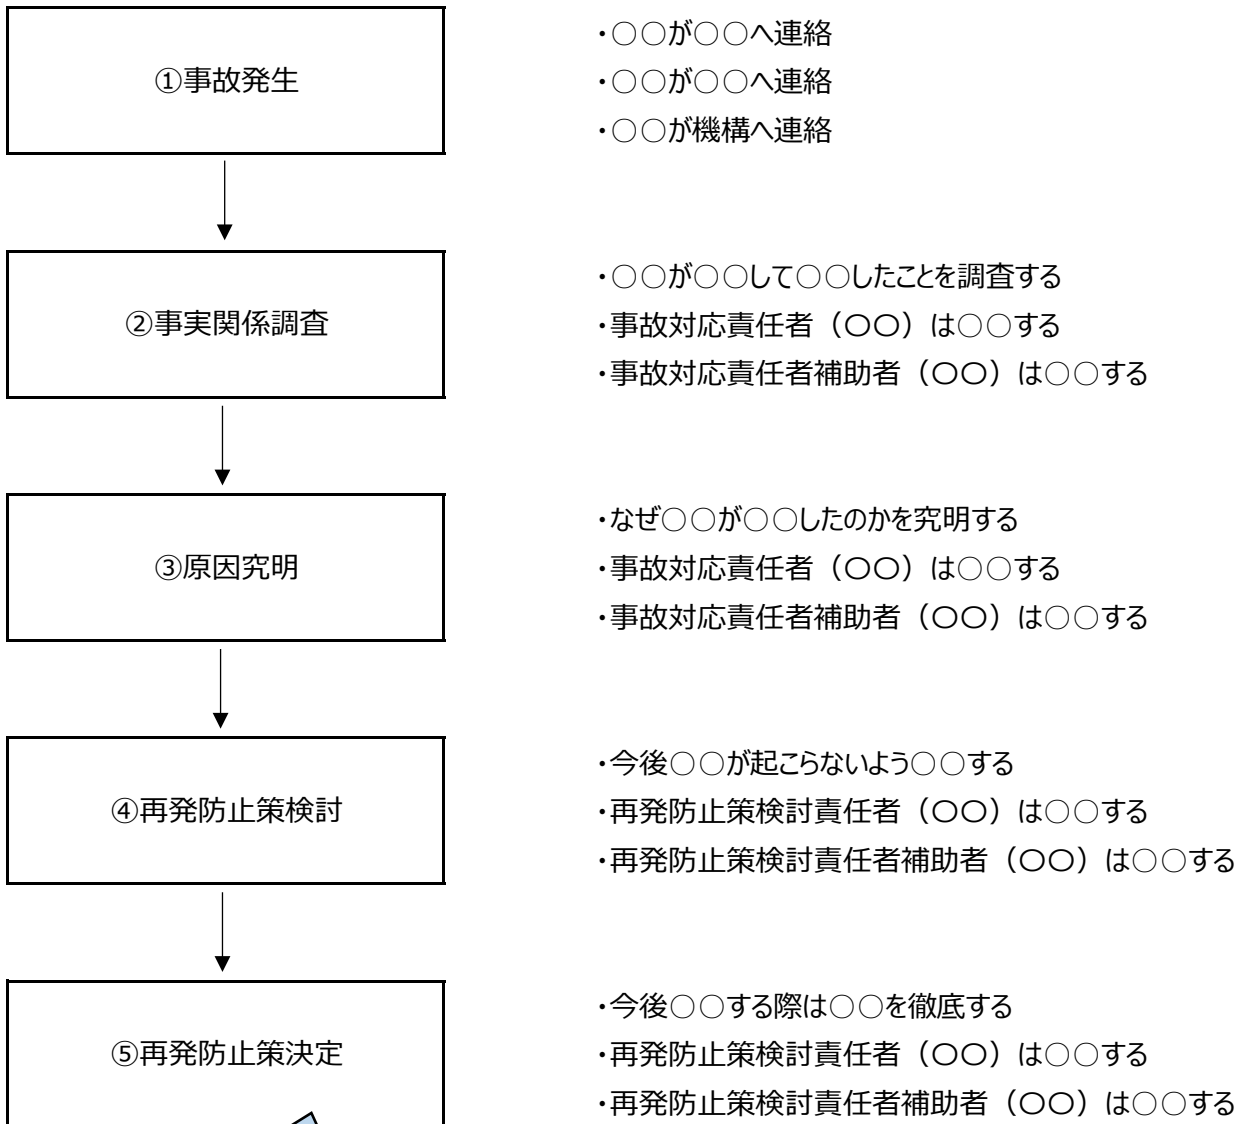 ①事故発生
・○○が○○へ連絡
・○○が○○へ連絡
・○○が機構へ連絡
②事実関係調査
・○○が○○して○○したことを調査する
・事故対応責任者（〇〇）は○○する
・事故対応責任者補助者（〇〇）は○○する
③原因究明
・なぜ○○が○○したのかを究明する
・事故対応責任者（〇〇）は○○する
・事故対応責任者補助者（〇〇）は○○する
④再発防止策検討
・今後○○が起こらないよう○○する
・再発防止策検討責任者（〇〇）は○○する
・再発防止策検討責任者補助者（〇〇）は○○する
⑤再発防止策決定
・今後○○する際は○○を徹底する
・再発防止策検討責任者（〇〇）は○○する
・再発防止策検討責任者補助者（〇〇）は○○する